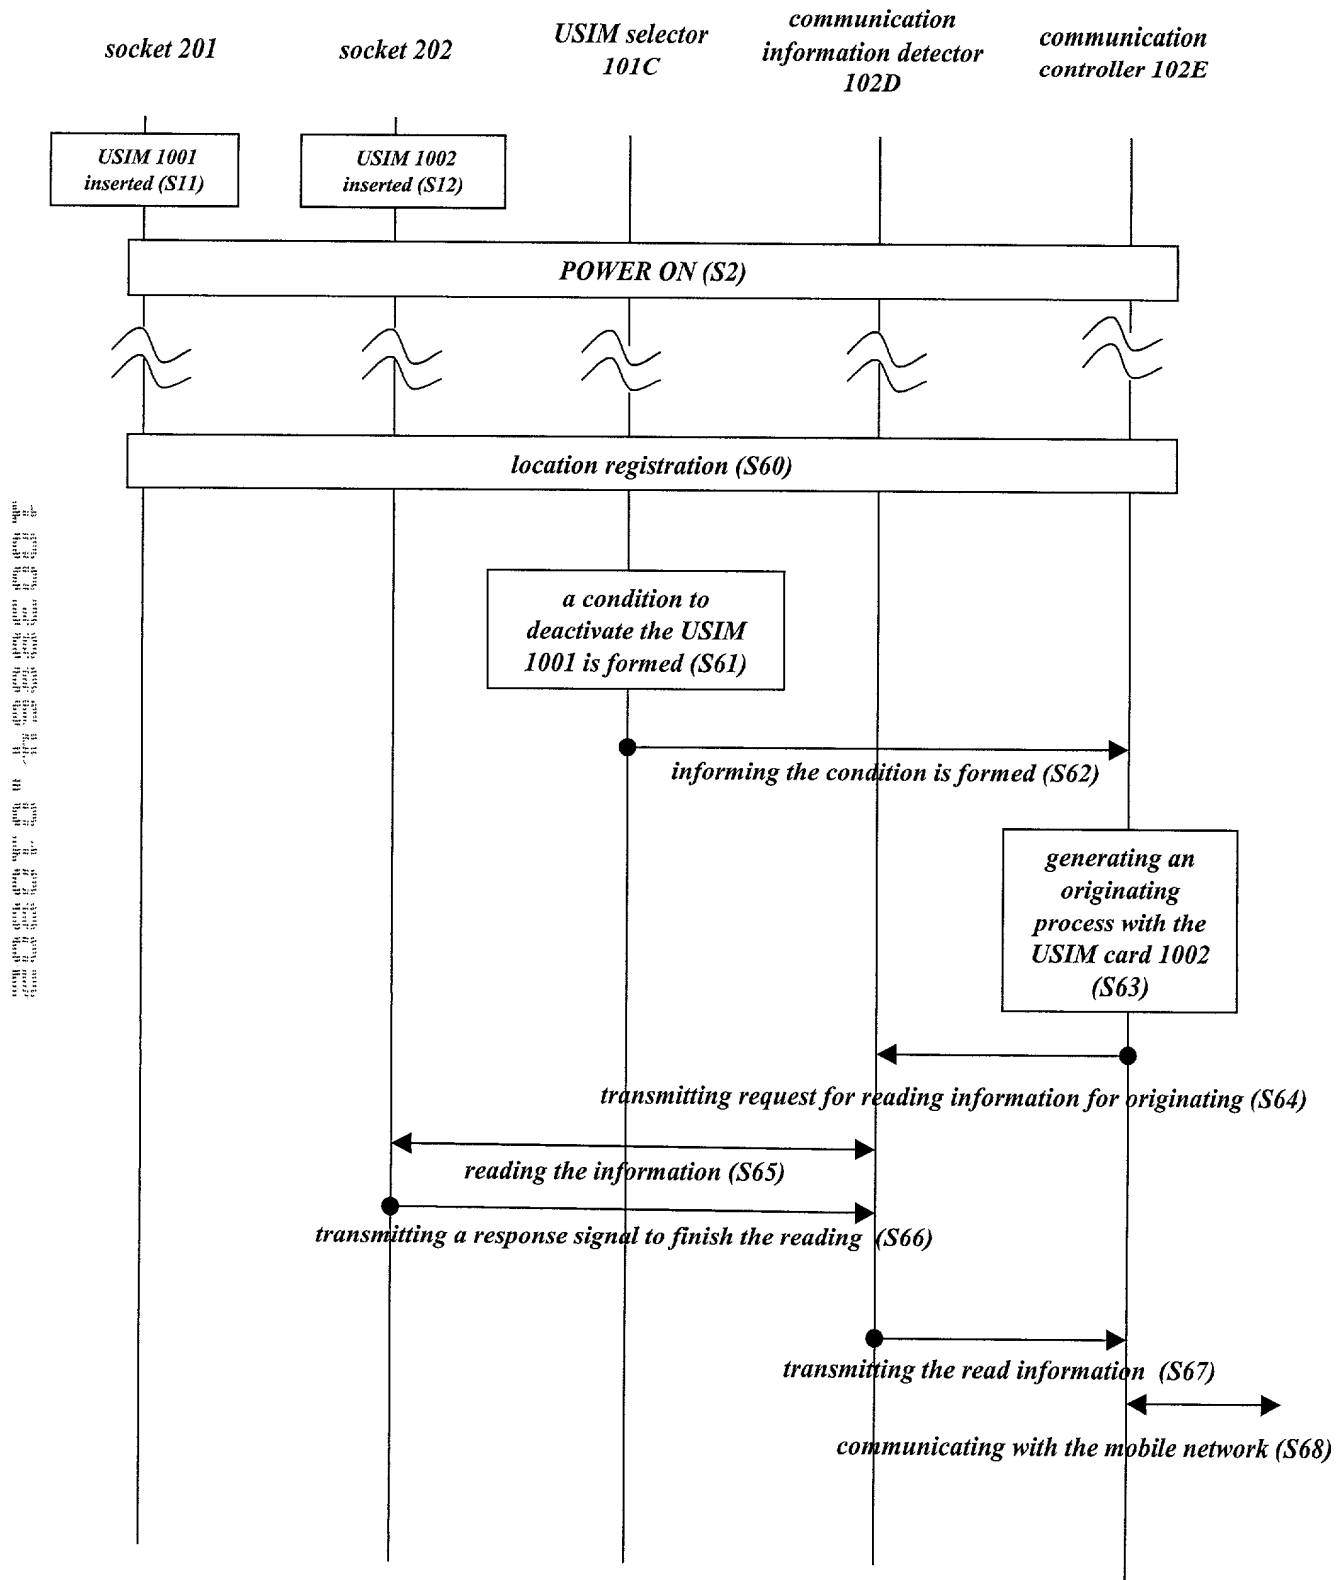 socket 201
socket 202
USIM selector
101C
communication
information detector
102D
communication
controller 102E
USIM 1001
inserted (S11)
USIM 1002
inserted (S12)
POWER ON (S2)
location registration (S60)
a condition to
deactivate the USIM
1001 is formed (S61)
informing the condition is formed (S62)
generating an
originating
process with the
USIM card 1002
(S63)
transmitting request for reading information for originating (S64)
reading the information (S65)
transmitting a response signal to finish the reading (S66)
transmitting the read information (S67)
communicating with the mobile network (S68)